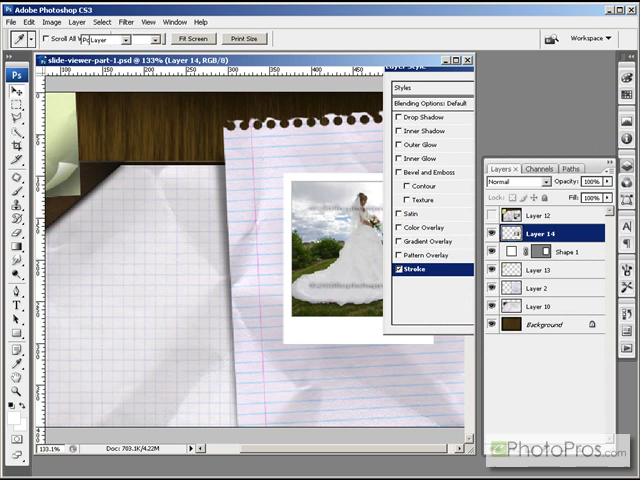 Adobe Photoshop CS3
File Edit Image Layer Select Filter View Window Help
Scroll All W Layer Fit Screen Print Size Workspace
slide-viewer-part-1.psd @ 133% (Layer 14, RGB/8)
Layer Style
Styles
Blending Options: Default
Drop Shadow
Inner Shadow
Outer Glow
Inner Glow
Bevel and Emboss
Contour
Texture
Satin
Color Overlay
Gradient Overlay
Pattern Overlay
Stroke
Layers × Channels Paths
Normal Opacity: 100%
Lock: Fill: 100%
Layer 12
Layer 14
Shape 1
Layer 13
Layer 2
Layer 10
Background
133.1% Doc: 703.1K/4.22M
ePhotoPros.com